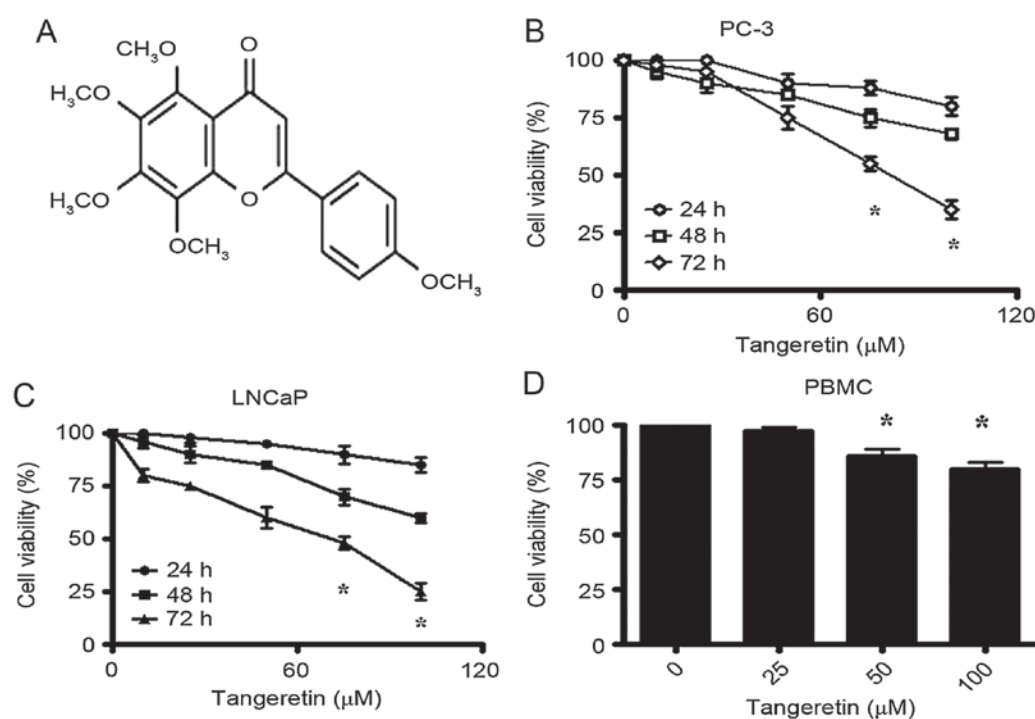 A
CH₃O
O
H₃CO
H₃CO
O
OCH₃
OCH₃
B
PC-3
Cell viability (%)
100
75
50
25
0
24 h
48 h
72 h
*
*
0
60
120
Tangeretin (μM)
C
LNCaP
Cell viability (%)
100
75
50
25
0
24 h
48 h
72 h
*
*
0
60
120
Tangeretin (μM)
D
PBMC
Cell viability (%)
100
75
50
25
0
*
*
0
25
50
100
Tangeretin (μM)